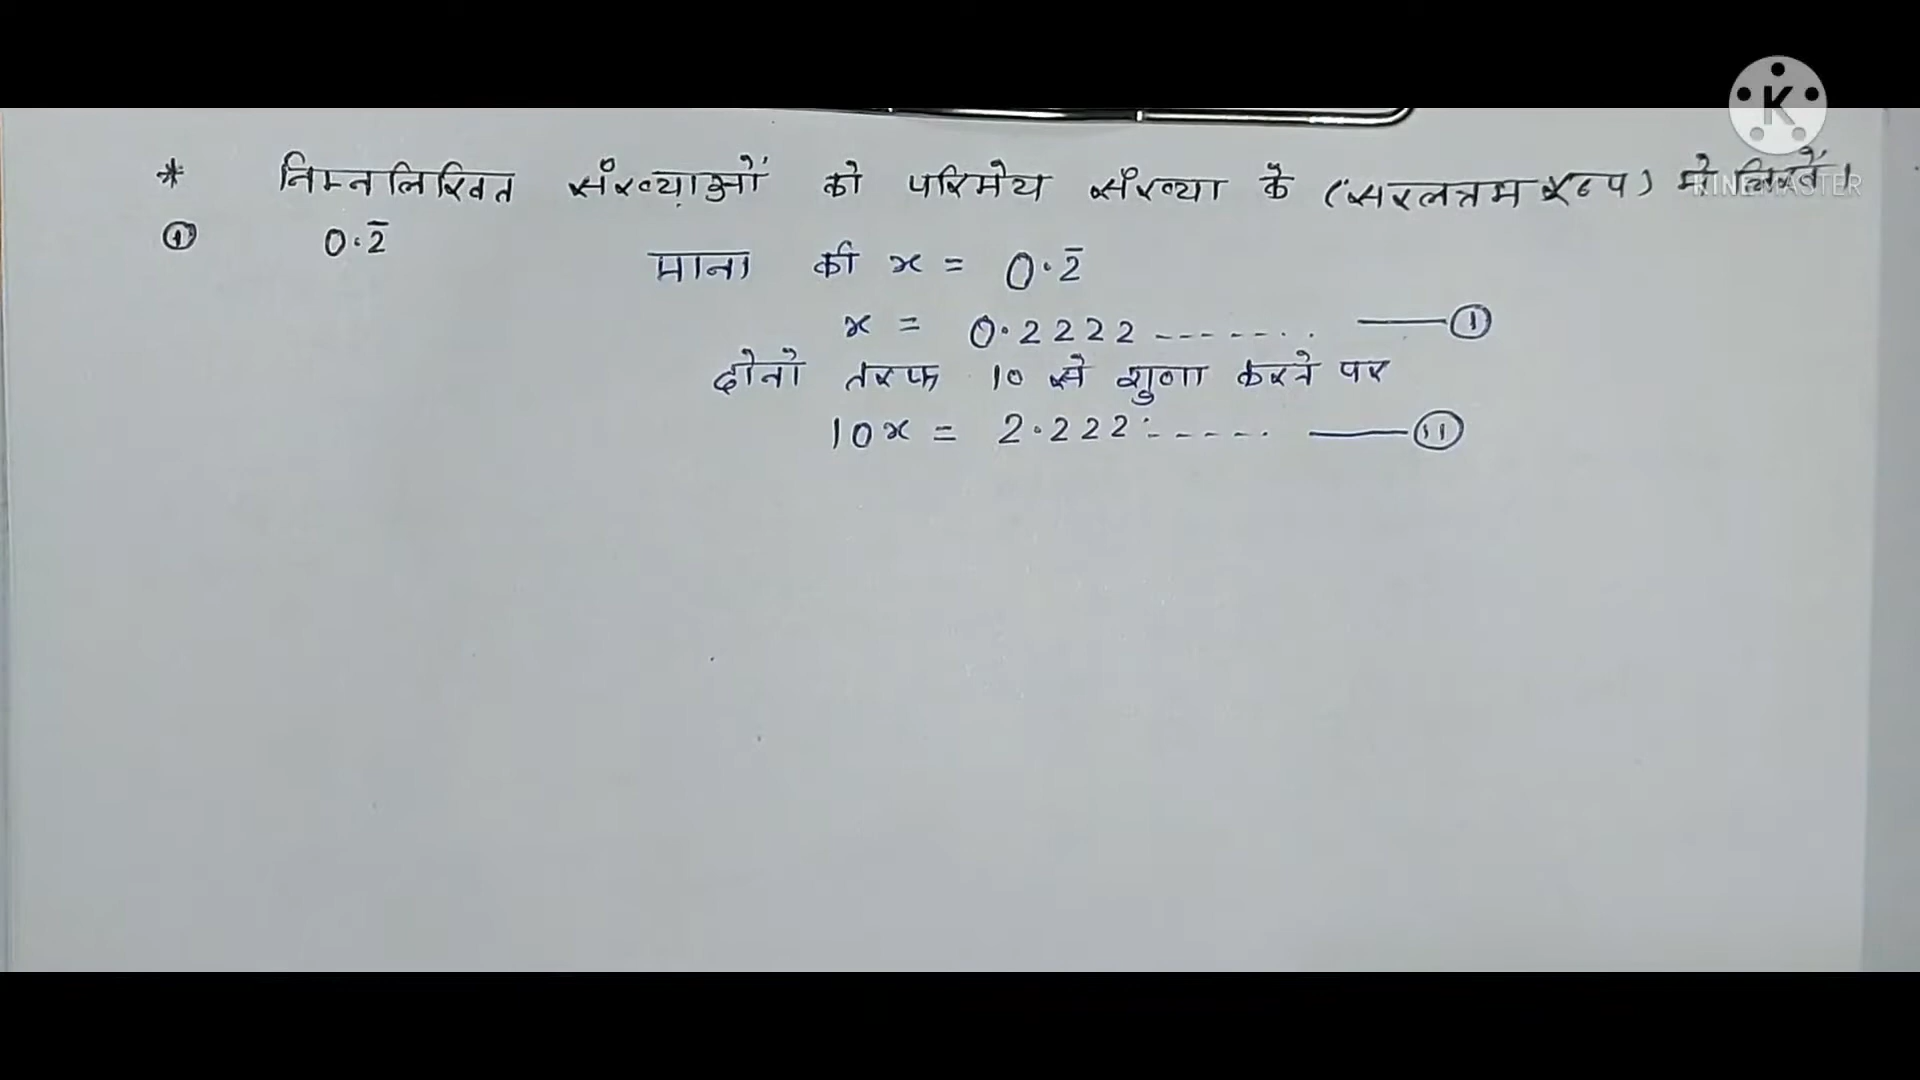 * निम्नलिखित संख्याओं को परिमेय संख्या के (सरलतम रूप) मे लिखें।
① 0.2̄
माना की x = 0.2̄
x = 0.2222 ------.. ——①
दोनो तरफ 10 से गुणा करने पर
10x = 2.222 ------ ——⑪
K
KINEMASTER